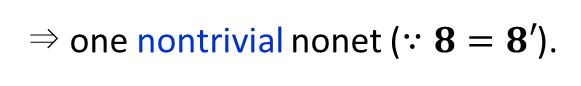 ⇒ one nontrivial nonet (∵ 𝟖 = 𝟖′).